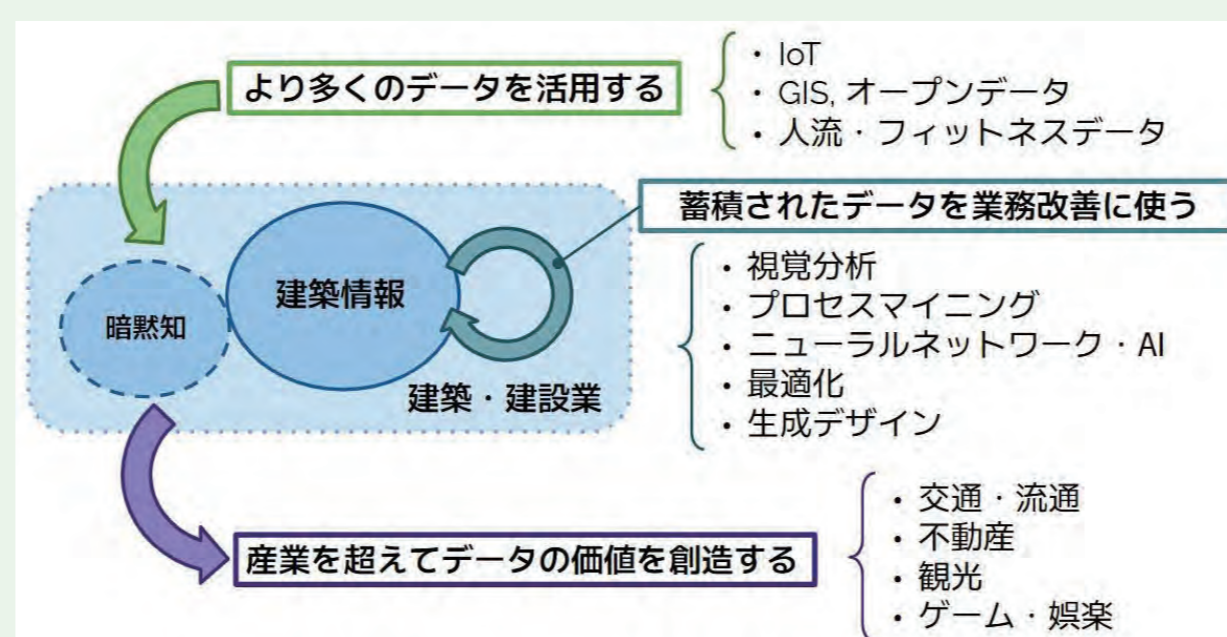 より多くのデータを活用する
・ IoT
・ GIS, オープンデータ
・ 人流・フィットネスデータ
蓄積されたデータを業務改善に使う
・ 視覚分析
・ プロセスマイニング
・ ニューラルネットワーク・AI
・ 最適化
・ 生成デザイン
建築情報
暗黙知
建築・建設業
産業を超えてデータの価値を創造する
・ 交通・流通
・ 不動産
・ 観光
・ ゲーム・娯楽